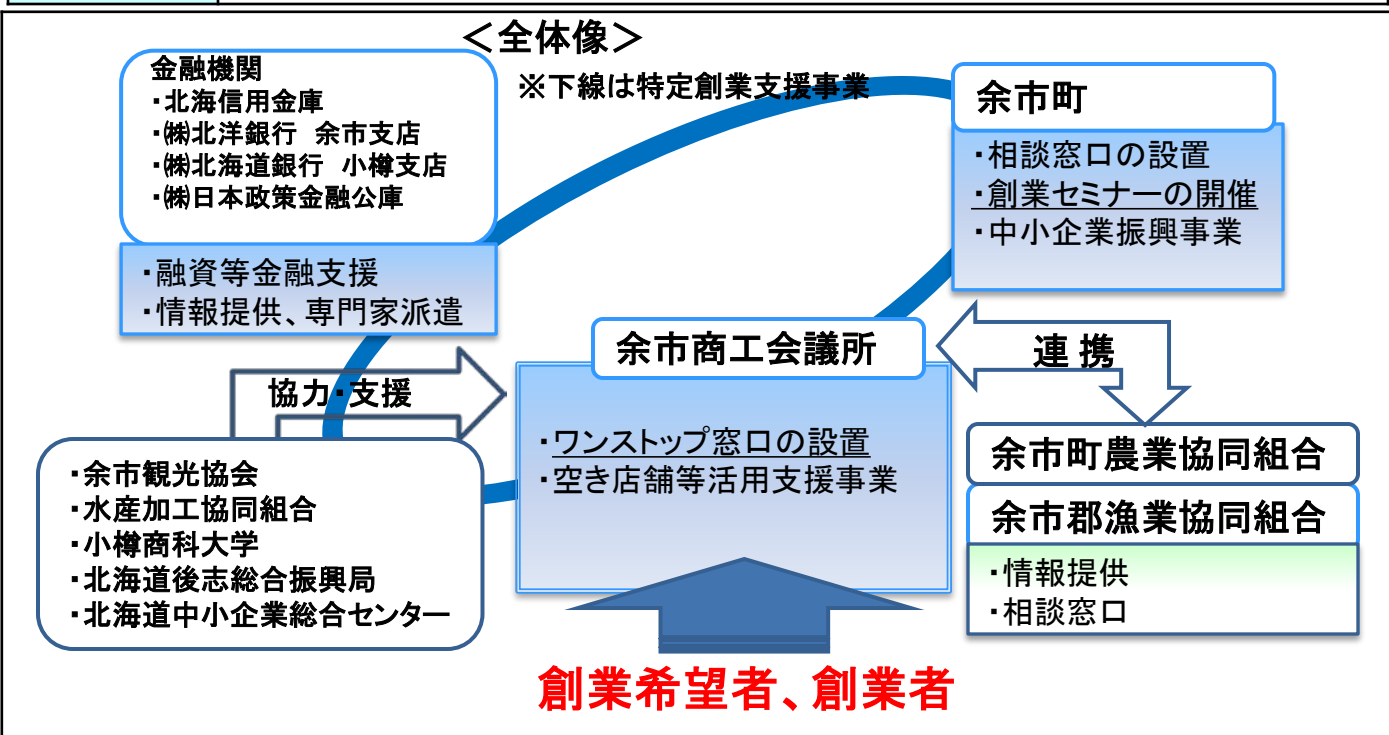 ＜全体像＞
※下線は特定創業支援事業
金融機関
・北海信用金庫
・㈱北洋銀行　余市支店
・㈱北海道銀行　小樽支店
・㈱日本政策金融公庫
・融資等金融支援
・情報提供、専門家派遣
余市町
・相談窓口の設置
・創業セミナーの開催
・中小企業振興事業
余市商工会議所
・ワンストップ窓口の設置
・空き店舗等活用支援事業
連 携
協力・支援
・余市観光協会
・水産加工協同組合
・小樽商科大学
・北海道後志総合振興局
・北海道中小企業総合センター
余市町農業協同組合
余市郡漁業協同組合
・情報提供
・相談窓口
創業希望者、創業者